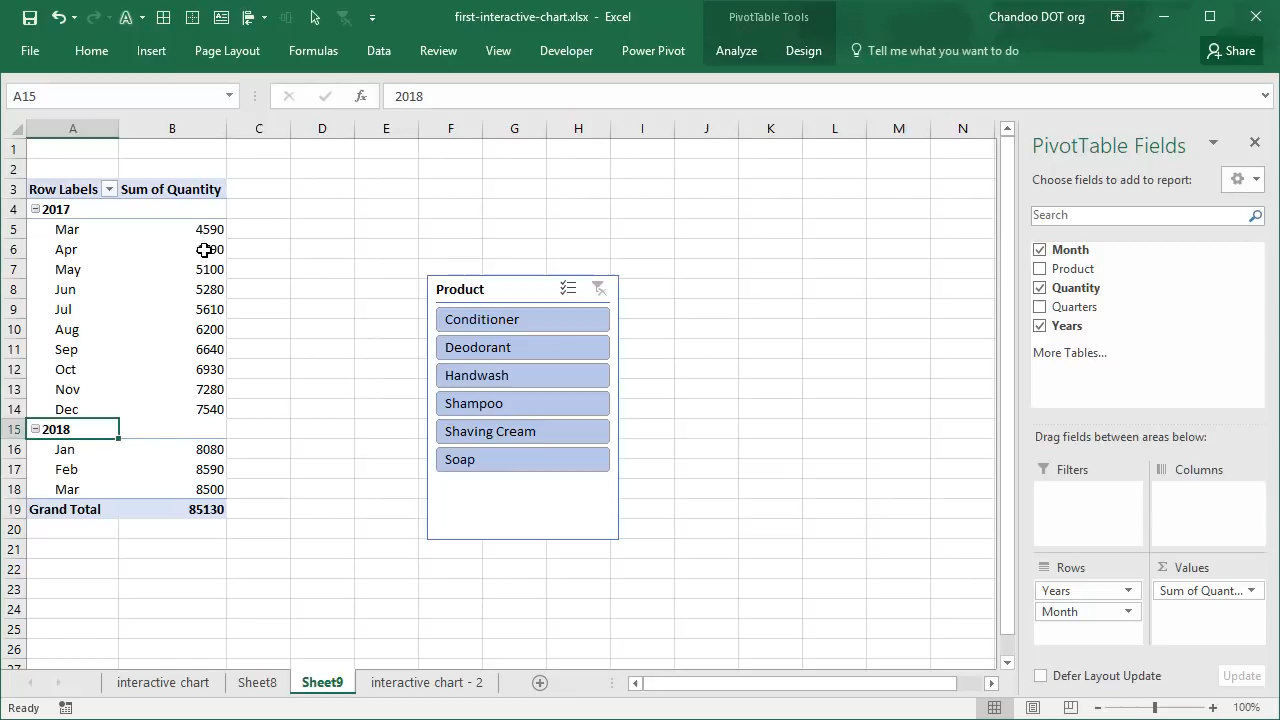 first-interactive-chart.xlsx - Excel
PivotTable Tools
Chandoo DOT org
File Home Insert Page Layout Formulas Data Review View Developer Power Pivot Analyze Design Tell me what you want to do Share
A15 fx 2018
A B C D E F G H I J K L M N
1
2
3 Row Labels Sum of Quantity
4 2017
5 Mar 4590
6 Apr
7 May 5100
8 Jun 5280
9 Jul 5610
10 Aug 6200
11 Sep 6640
12 Oct 6930
13 Nov 7280
14 Dec 7540
15 2018
16 Jan 8080
17 Feb 8590
18 Mar 8500
19 Grand Total 85130
20
21
22
23
24
25
26
27
Product
Conditioner
Deodorant
Handwash
Shampoo
Shaving Cream
Soap
PivotTable Fields
Choose fields to add to report:
Search
Month
Product
Quantity
Quarters
Years
More Tables...
Drag fields between areas below:
Filters Columns
Rows Σ Values
Years Sum of Quant...
Month
Defer Layout Update Update
interactive chart Sheet8 Sheet9 interactive chart - 2
Ready 100%